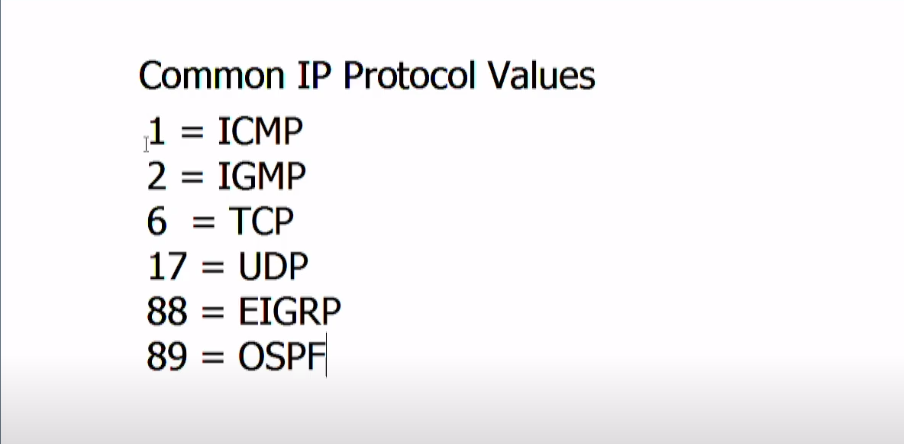 Common IP Protocol Values
1 = ICMP
2 = IGMP
6 = TCP
17 = UDP
88 = EIGRP
89 = OSPF